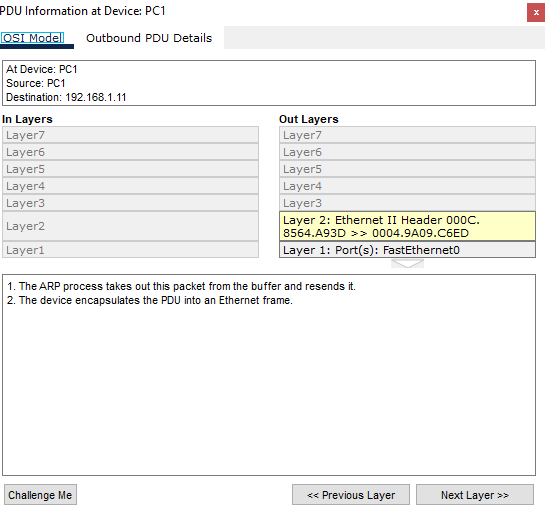 PDU Information at Device: PC1
x
OSI Model
Outbound PDU Details
At Device: PC1
Source: PC1
Destination: 192.168.1.11
In Layers
Out Layers
Layer7
Layer7
Layer6
Layer6
Layer5
Layer5
Layer4
Layer4
Layer3
Layer3
Layer2
Layer 2: Ethernet II Header 000C.
8564.A93D >> 0004.9A09.C6ED
Layer1
Layer 1: Port(s): FastEthernet0
1. The ARP process takes out this packet from the buffer and resends it.
2. The device encapsulates the PDU into an Ethernet frame.
Challenge Me
<< Previous Layer
Next Layer >>